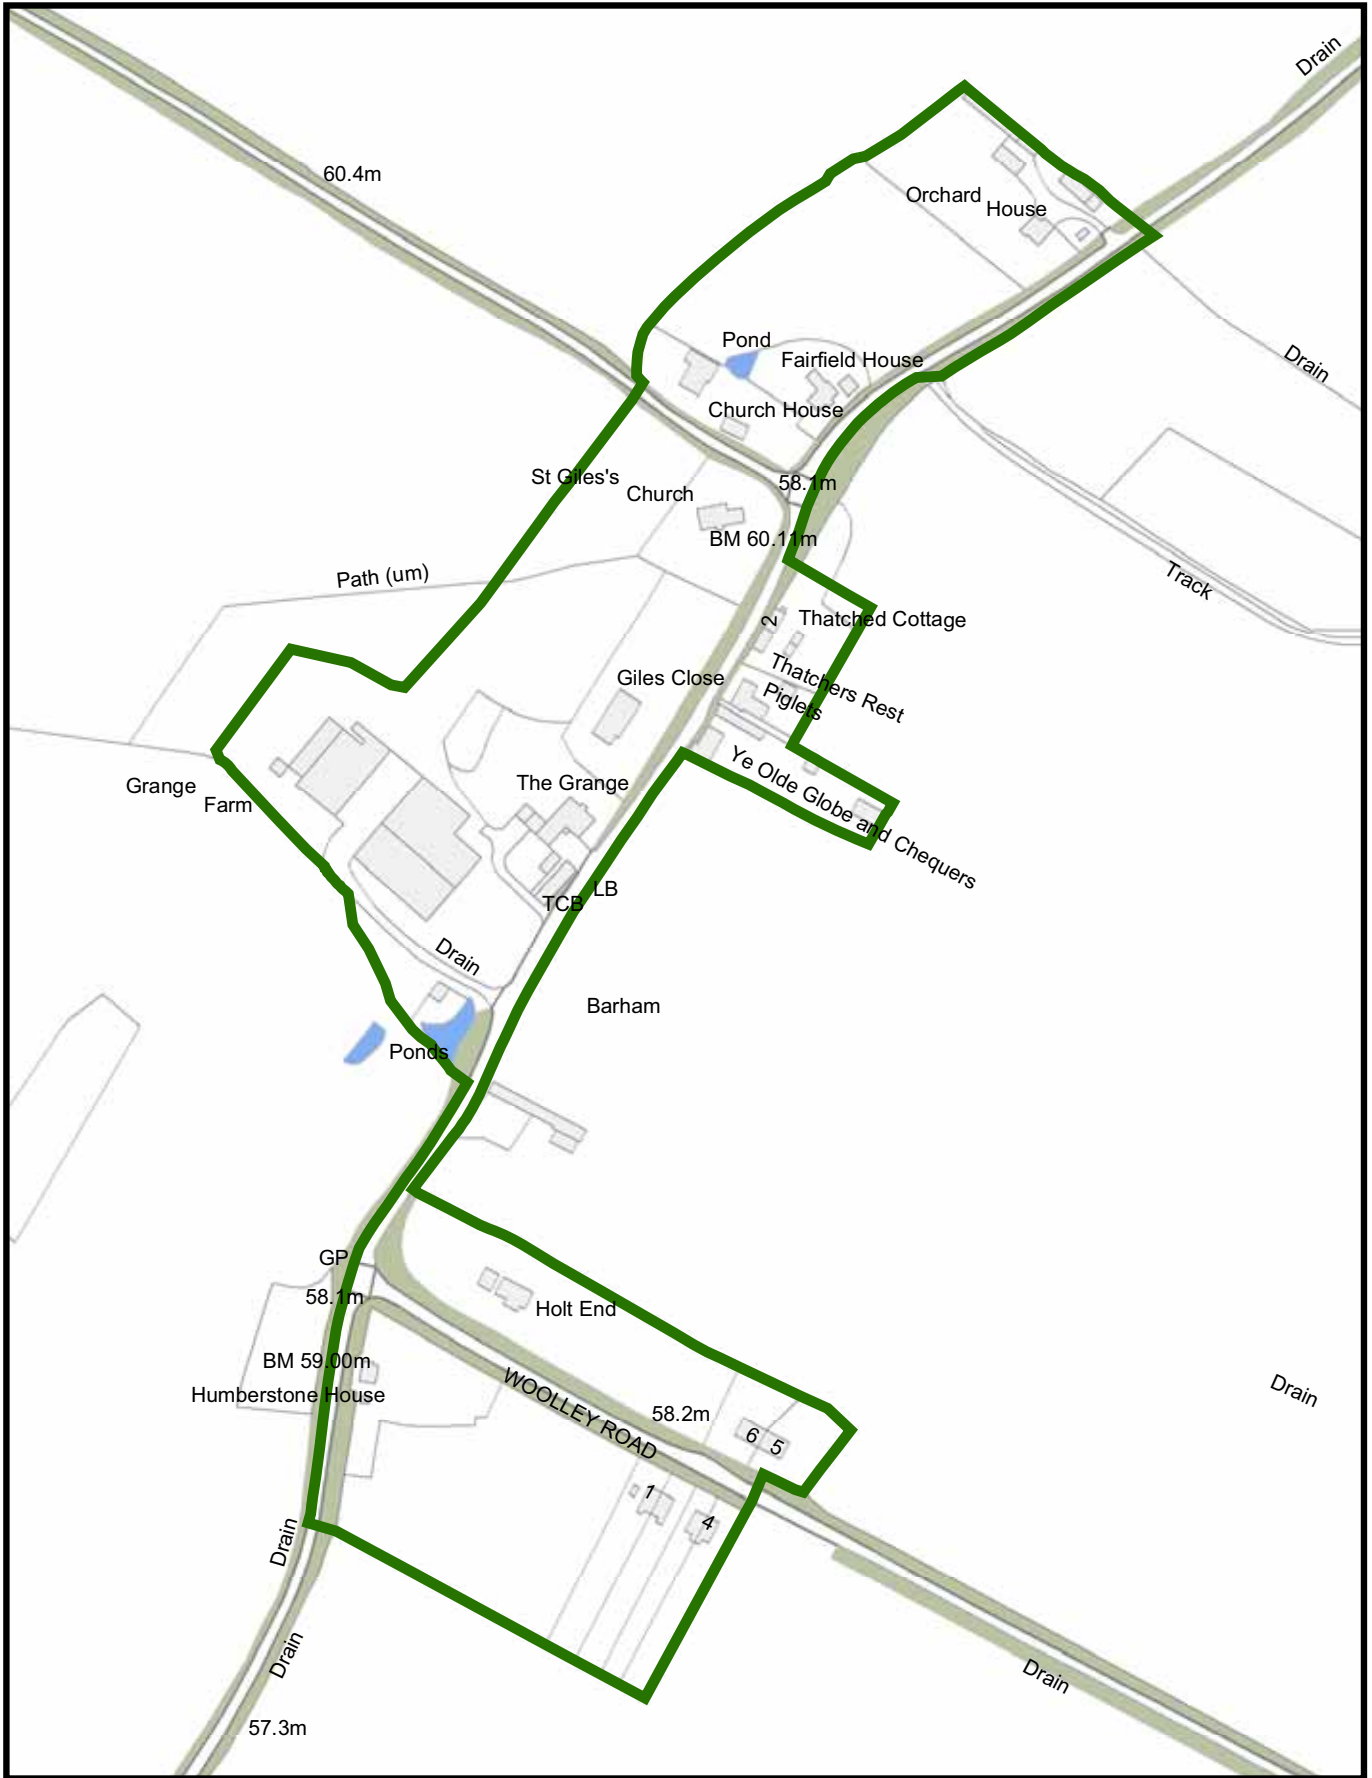 Drain
60.4m
Orchard
House
Pond
Fairfield House
Drain
Church House
St Giles's
Church
58.1m
BM 60.11m
Path (um)
Track
2
Thatched Cottage
Thatchers Rest
Giles Close
Piglets
Ye Olde Globe and Chequers
The Grange
Grange
Farm
LB
TCB
Drain
Barham
Ponds
GP
58.1m
Holt End
BM 59.00m
Humberstone House
WOOLLEY ROAD
58.2m
Drain
6
5
1
4
Drain
Drain
Drain
57.3m